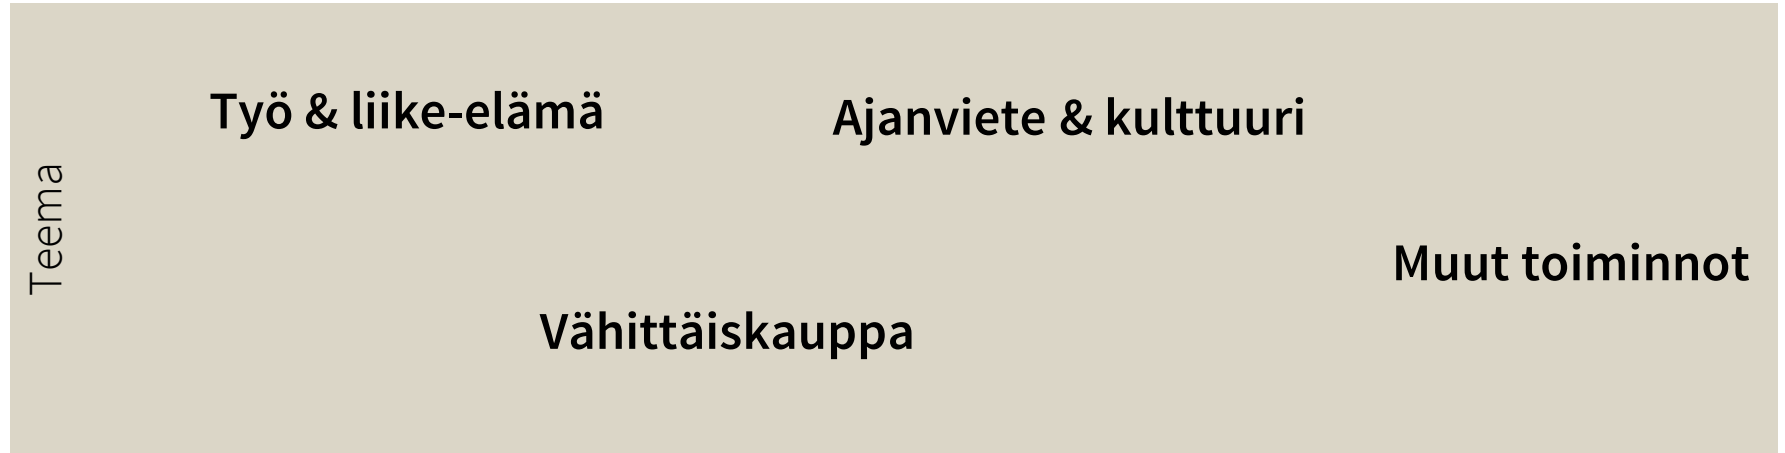 Teema
Työ & liike-elämä
Ajanviete & kulttuuri
Muut toiminnot
Vähittäiskauppa